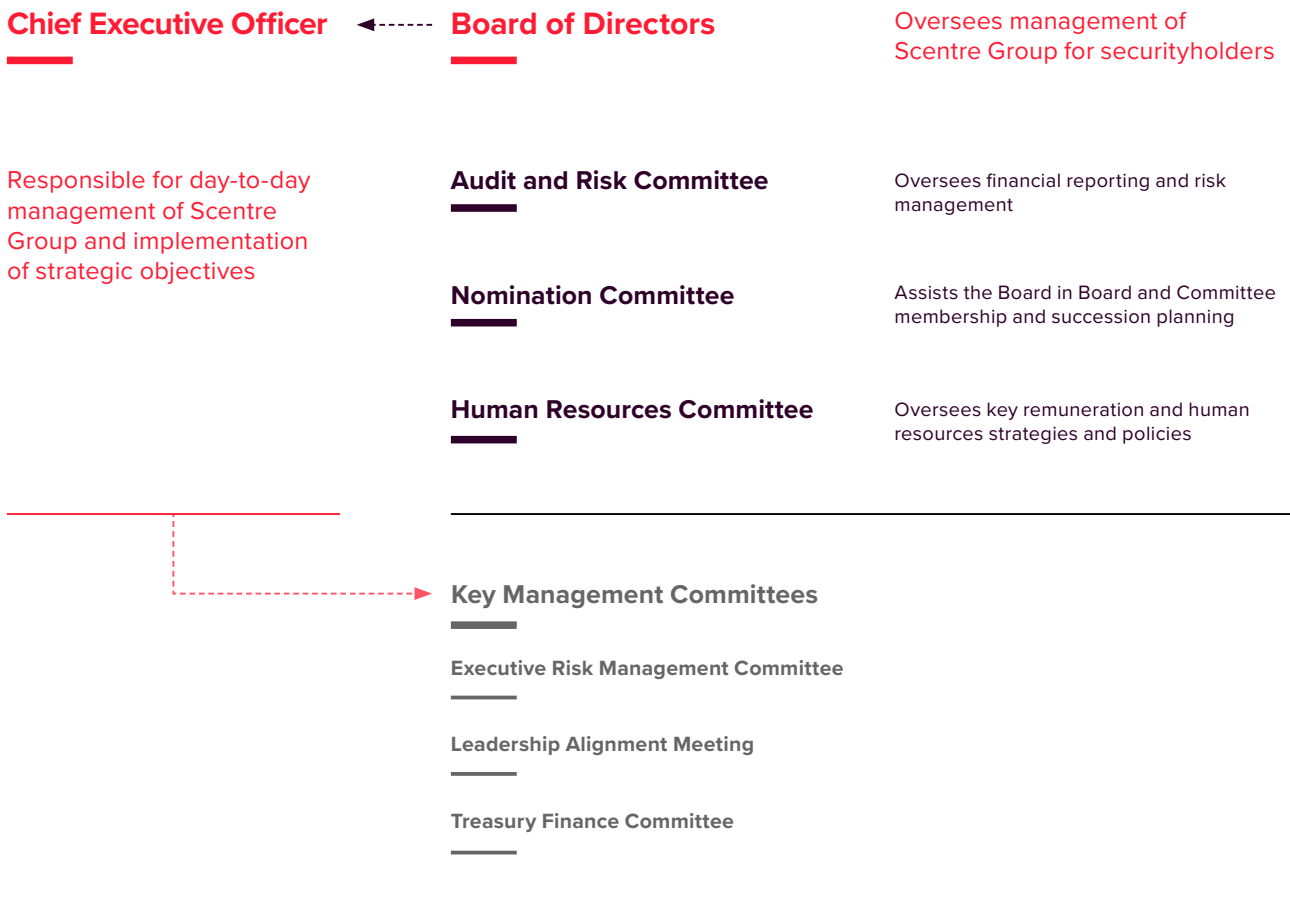 Chief Executive Officer
Board of Directors
Oversees management of
Scentre Group for securityholders
Responsible for day-to-day
management of Scentre
Group and implementation
of strategic objectives
Audit and Risk Committee
Oversees financial reporting and risk
management
Nomination Committee
Assists the Board in Board and Committee
membership and succession planning
Human Resources Committee
Oversees key remuneration and human
resources strategies and policies
Key Management Committees
Executive Risk Management Committee
Leadership Alignment Meeting
Treasury Finance Committee